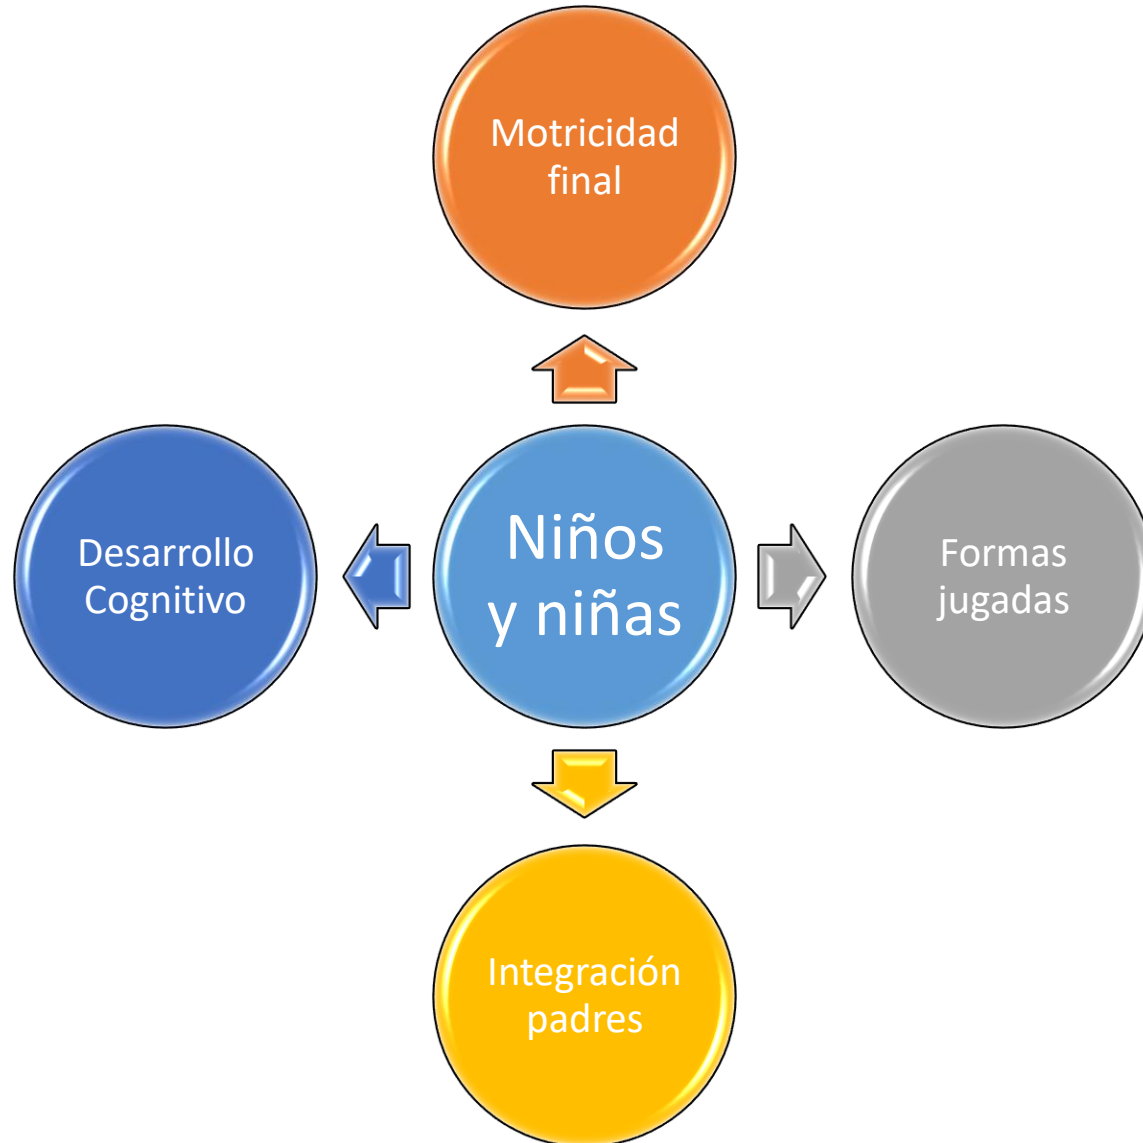 Motricidad
final
Desarrollo
Cognitivo
Niños
y niñas
Formas
jugadas
Integración
padres